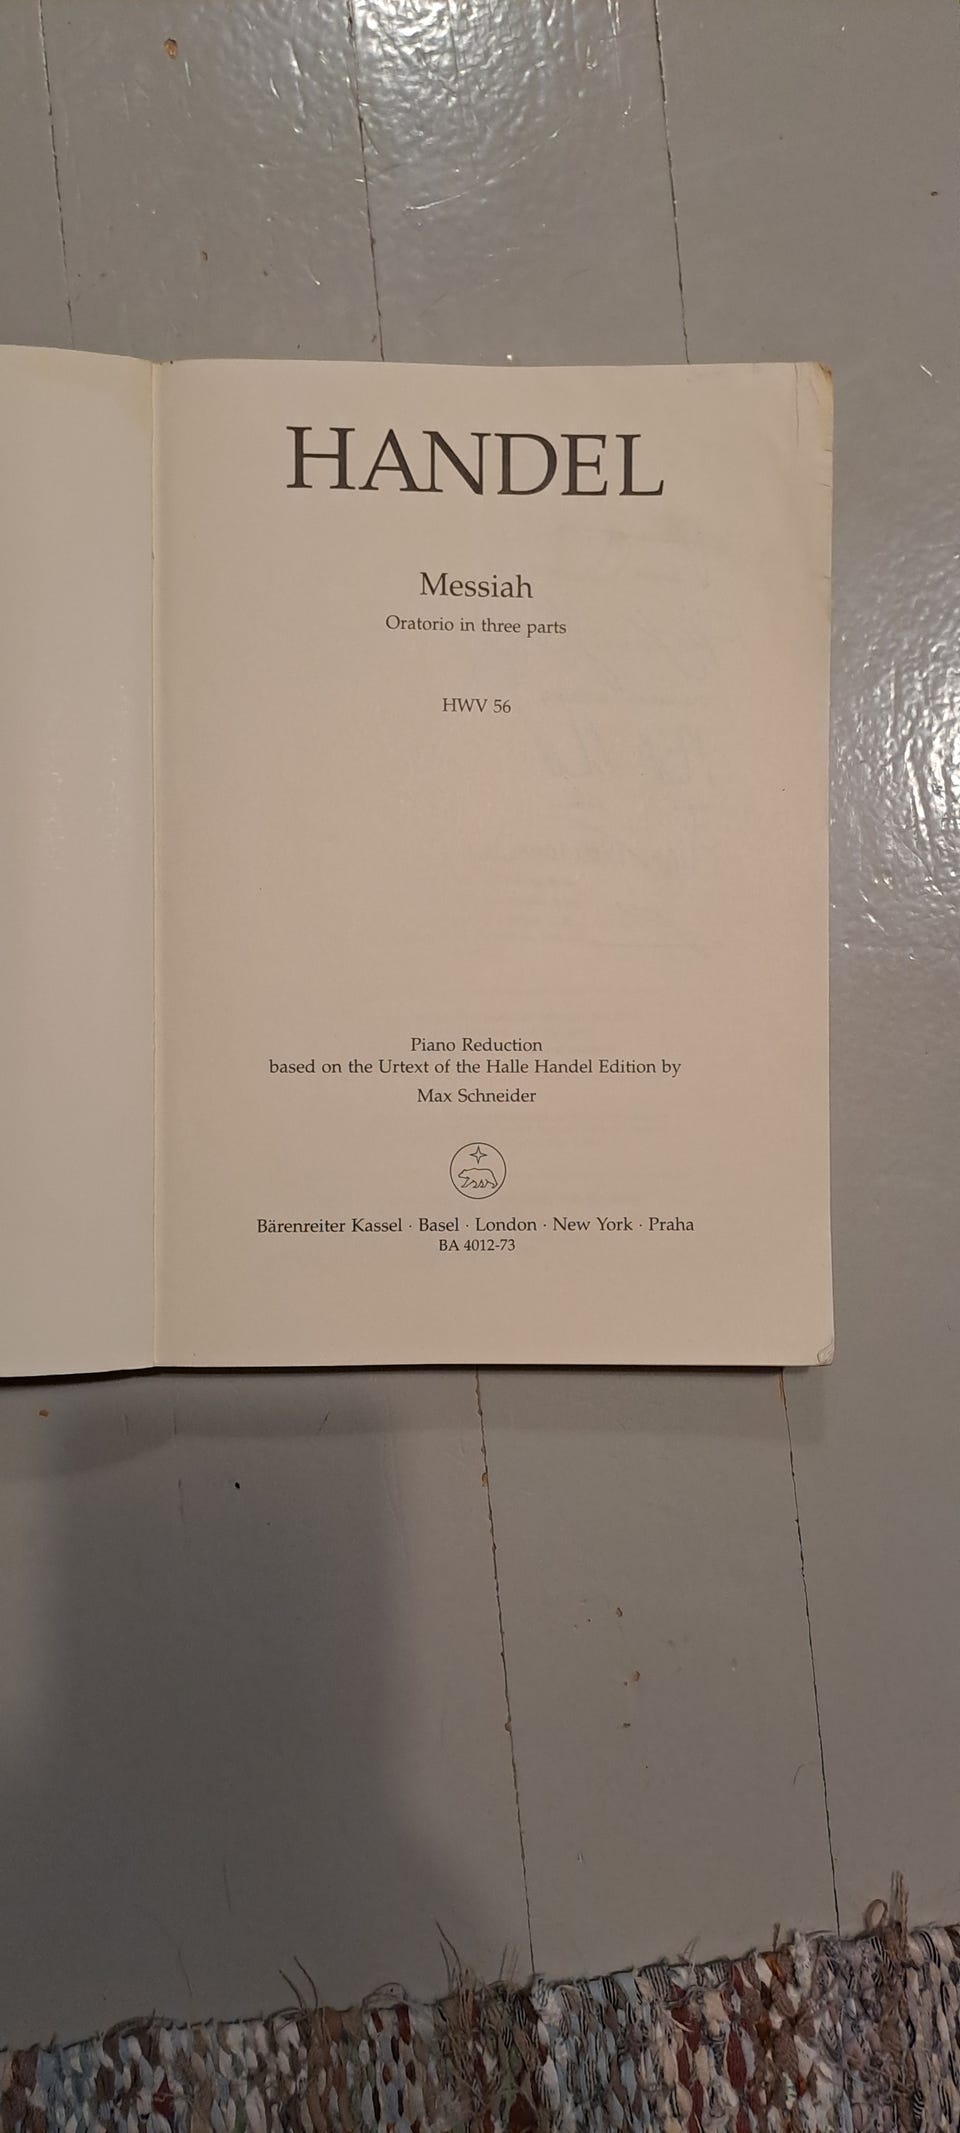 HANDEL
Messiah
Oratorio in three parts
HWV 56
Piano Reduction
based on the Urtext of the Halle Handel Edition by
Max Schneider
Bärenreiter Kassel · Basel · London · New York · Praha
BA 4012-73